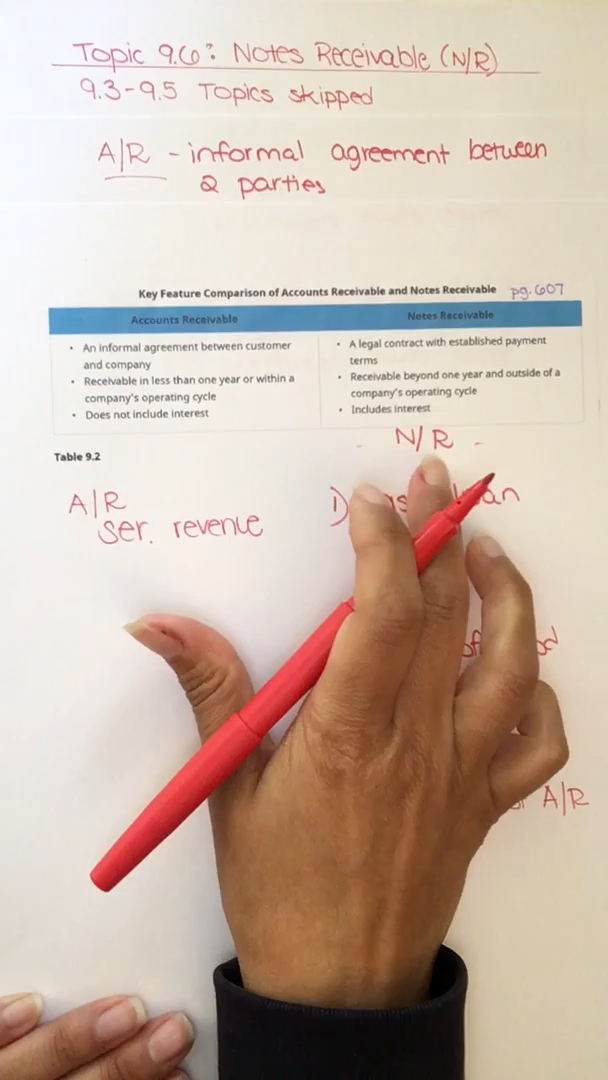 Topic 9.6: Notes Receivable (N/R)
9.3-9.5 Topics skipped
A/R - informal agreement between
2 parties
Key Feature Comparison of Accounts Receivable and Notes Receivable pg. 607
Accounts Receivable
• An informal agreement between customer
and company
• Receivable in less than one year or within a
company's operating cycle
• Does not include interest
Notes Receivable
• A legal contract with established payment
terms
• Receivable beyond one year and outside of a
company's operating cycle
• Includes interest
Table 9.2
- N/R -
A/R
Ser. revenue
1)
A/R